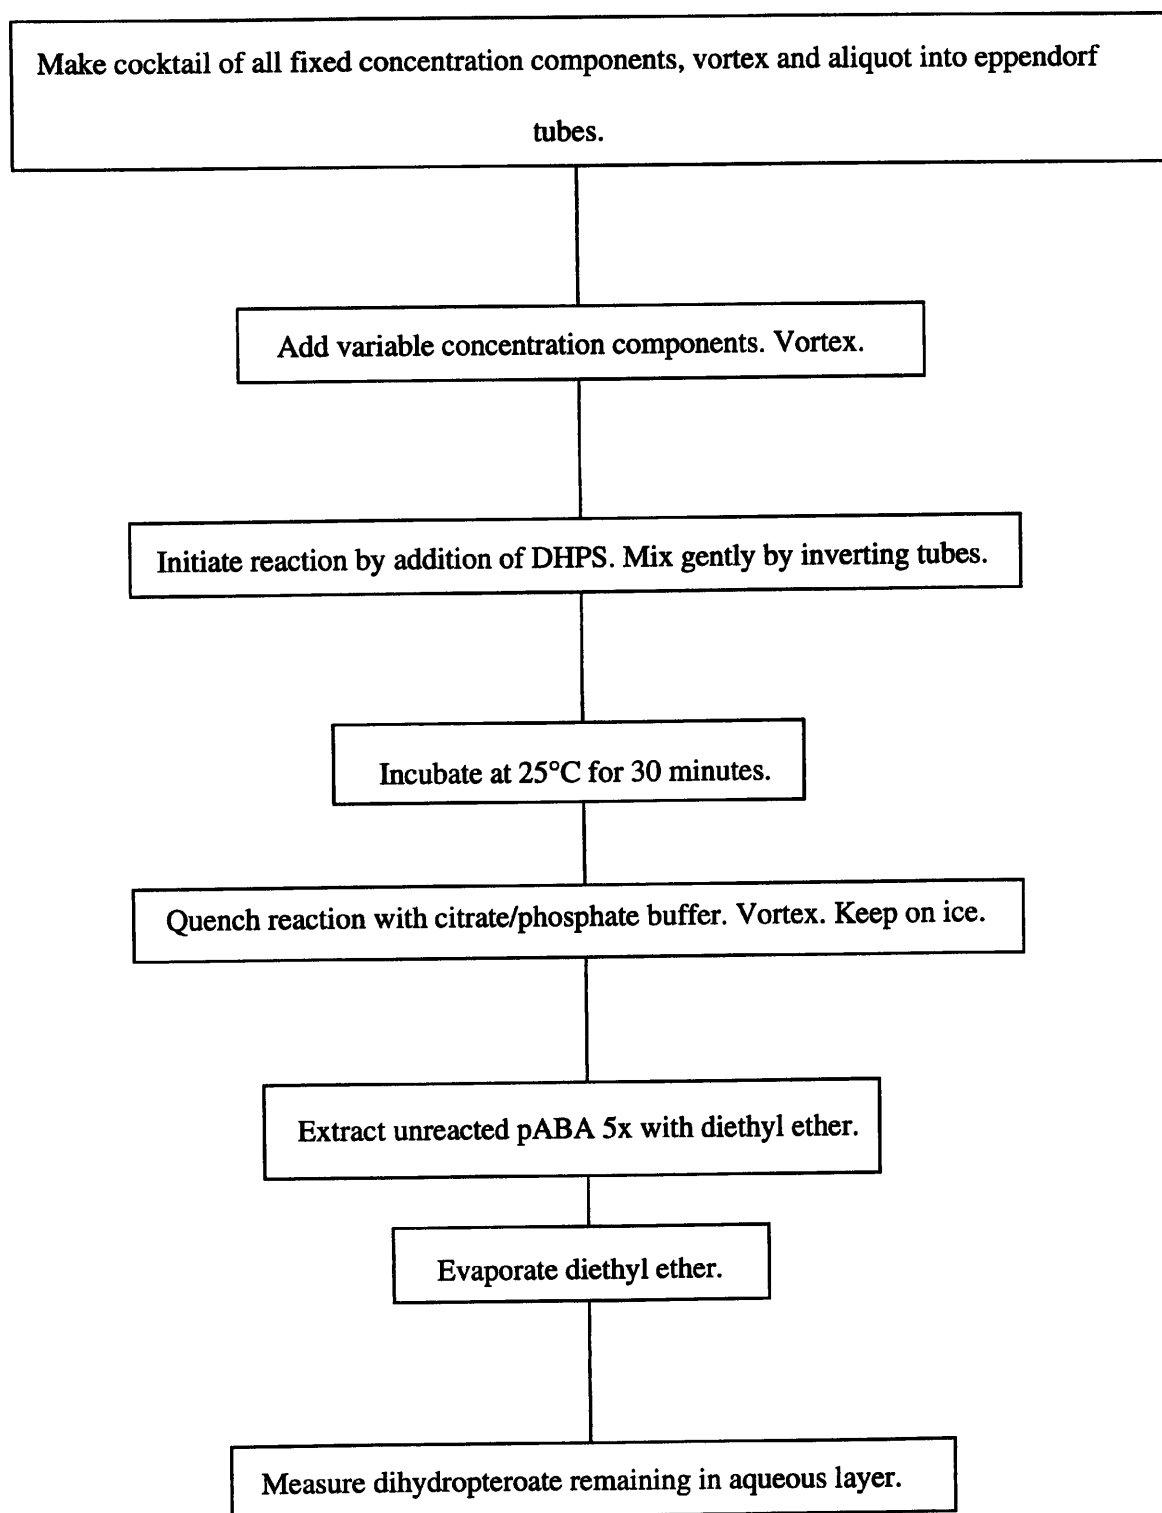 Make cocktail of all fixed concentration components, vortex and aliquot into eppendorf
tubes.
Add variable concentration components. Vortex.
Initiate reaction by addition of DHPS. Mix gently by inverting tubes.
Incubate at 25°C for 30 minutes.
Quench reaction with citrate/phosphate buffer. Vortex. Keep on ice.
Extract unreacted pABA 5x with diethyl ether.
Evaporate diethyl ether.
Measure dihydropteroate remaining in aqueous layer.